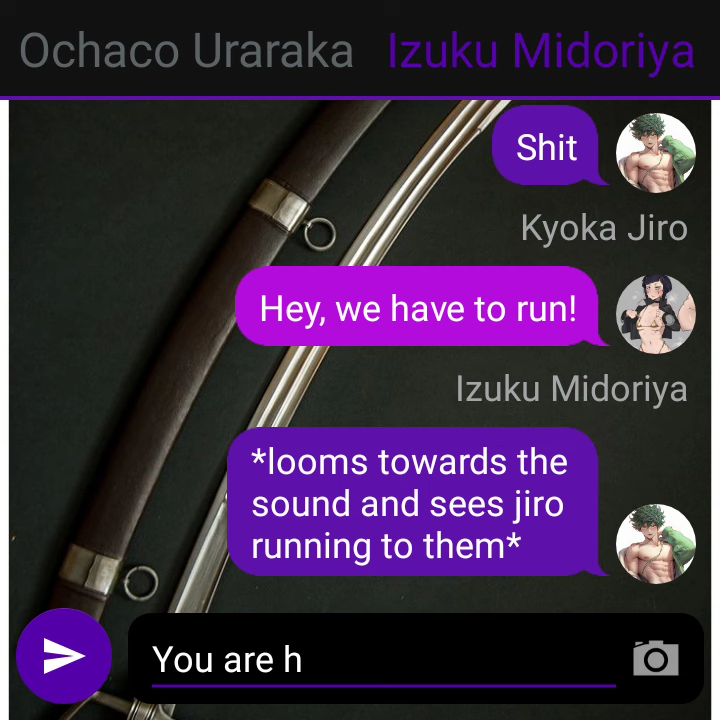 Ochaco Uraraka Izuku Midoriya
Shit
Kyoka Jiro
Hey, we have to run!
Izuku Midoriya
*looms towards the
sound and sees jiro
running to them*
You are h